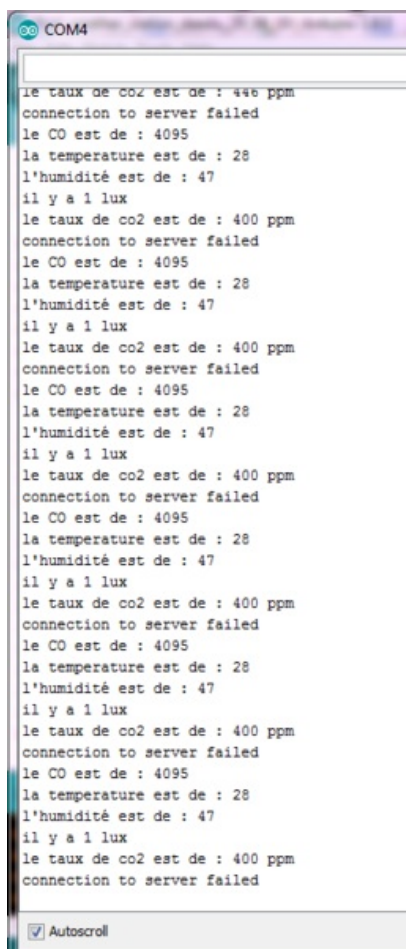 COM4
le taux de co2 est de : 446 ppm
connection to server failed
le CO est de : 4095
la temperature est de : 28
l'humidité est de : 47
il y a 1 lux
le taux de co2 est de : 400 ppm
connection to server failed
le CO est de : 4095
la temperature est de : 28
l'humidité est de : 47
il y a 1 lux
le taux de co2 est de : 400 ppm
connection to server failed
le CO est de : 4095
la temperature est de : 28
l'humidité est de : 47
il y a 1 lux
le taux de co2 est de : 400 ppm
connection to server failed
le CO est de : 4095
la temperature est de : 28
l'humidité est de : 47
il y a 1 lux
le taux de co2 est de : 400 ppm
connection to server failed
le CO est de : 4095
la temperature est de : 28
l'humidité est de : 47
il y a 1 lux
le taux de co2 est de : 400 ppm
connection to server failed
le CO est de : 4095
la temperature est de : 28
l'humidité est de : 47
il y a 1 lux
le taux de co2 est de : 400 ppm
connection to server failed
Autoscroll